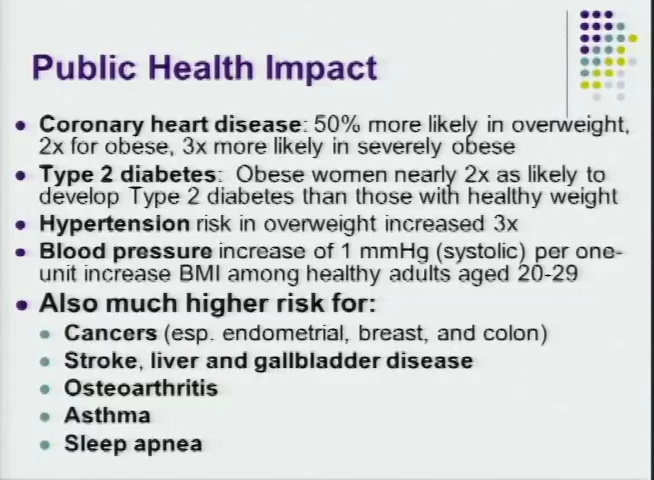 Public Health Impact
Coronary heart disease: 50% more likely in overweight,
2x for obese, 3x more likely in severely obese
Type 2 diabetes: Obese women nearly 2x as likely to
develop Type 2 diabetes than those with healthy weight
Hypertension risk in overweight increased 3x
Blood pressure increase of 1 mmHg (systolic) per one-
unit increase BMI among healthy adults aged 20-29
Also much higher risk for:
Cancers (esp. endometrial, breast, and colon)
Stroke, liver and gallbladder disease
Osteoarthritis
Asthma
Sleep apnea